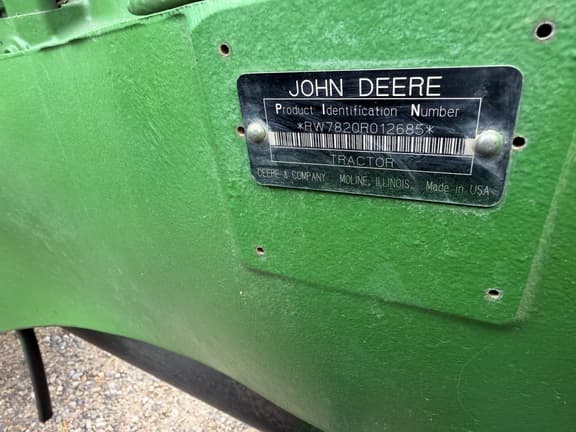 JOHN DEERE
Product Identification Number
*RW7820R012685*
TRACTOR
DEERE & COMPANY MOLINE, ILLINOIS, Made in USA